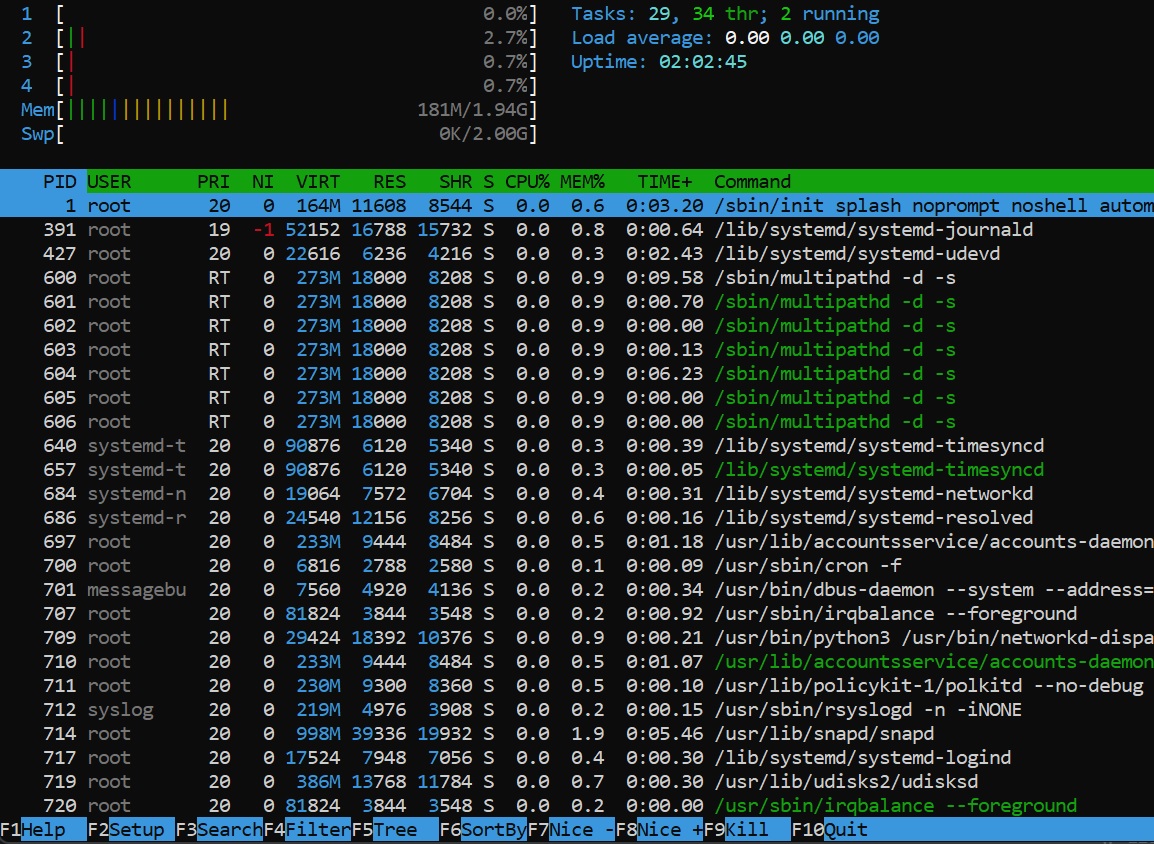 1 [ 0.0%] Tasks: 29, 34 thr; 2 running
2 [|| 2.7%] Load average: 0.00 0.00 0.00
3 [| 0.7%] Uptime: 02:02:45
4 [| 0.7%]
Mem[||||||||||||||| 181M/1.94G]
Swp[ 0K/2.00G]
PID USER PRI NI VIRT RES SHR S CPU% MEM% TIME+ Command
1 root 20 0 164M 11608 8544 S 0.0 0.6 0:03.20 /sbin/init splash noprompt noshell autom
391 root 19 -1 52152 16788 15732 S 0.0 0.8 0:00.64 /lib/systemd/systemd-journald
427 root 20 0 22616 6236 4216 S 0.0 0.3 0:02.43 /lib/systemd/systemd-udevd
600 root RT 0 273M 18000 8208 S 0.0 0.9 0:09.58 /sbin/multipathd -d -s
601 root RT 0 273M 18000 8208 S 0.0 0.9 0:00.70 /sbin/multipathd -d -s
602 root RT 0 273M 18000 8208 S 0.0 0.9 0:00.00 /sbin/multipathd -d -s
603 root RT 0 273M 18000 8208 S 0.0 0.9 0:00.13 /sbin/multipathd -d -s
604 root RT 0 273M 18000 8208 S 0.0 0.9 0:06.23 /sbin/multipathd -d -s
605 root RT 0 273M 18000 8208 S 0.0 0.9 0:00.00 /sbin/multipathd -d -s
606 root RT 0 273M 18000 8208 S 0.0 0.9 0:00.00 /sbin/multipathd -d -s
640 systemd-t 20 0 90876 6120 5340 S 0.0 0.3 0:00.39 /lib/systemd/systemd-timesyncd
657 systemd-t 20 0 90876 6120 5340 S 0.0 0.3 0:00.05 /lib/systemd/systemd-timesyncd
684 systemd-n 20 0 19064 7572 6704 S 0.0 0.4 0:00.31 /lib/systemd/systemd-networkd
686 systemd-r 20 0 24540 12156 8256 S 0.0 0.6 0:00.16 /lib/systemd/systemd-resolved
697 root 20 0 233M 9444 8484 S 0.0 0.5 0:01.18 /usr/lib/accountsservice/accounts-daemon
700 root 20 0 6816 2788 2580 S 0.0 0.1 0:00.09 /usr/sbin/cron -f
701 messagebu 20 0 7560 4920 4136 S 0.0 0.2 0:00.34 /usr/bin/dbus-daemon --system --address=
707 root 20 0 81824 3844 3548 S 0.0 0.2 0:00.92 /usr/sbin/irqbalance --foreground
709 root 20 0 29424 18392 10376 S 0.0 0.9 0:00.21 /usr/bin/python3 /usr/bin/networkd-dispa
710 root 20 0 233M 9444 8484 S 0.0 0.5 0:01.07 /usr/lib/accountsservice/accounts-daemon
711 root 20 0 230M 9300 8360 S 0.0 0.5 0:00.10 /usr/lib/policykit-1/polkitd --no-debug
712 syslog 20 0 219M 4976 3908 S 0.0 0.2 0:00.15 /usr/sbin/rsyslogd -n -iNONE
714 root 20 0 998M 39336 19932 S 0.0 1.9 0:05.46 /usr/lib/snapd/snapd
717 root 20 0 17524 7948 7056 S 0.0 0.4 0:00.30 /lib/systemd/systemd-logind
719 root 20 0 386M 13768 11784 S 0.0 0.7 0:00.30 /usr/lib/udisks2/udisksd
720 root 20 0 81824 3844 3548 S 0.0 0.2 0:00.00 /usr/sbin/irqbalance --foreground
F1Help F2Setup F3SearchF4FilterF5Tree F6SortByF7Nice -F8Nice +F9Kill F10Quit